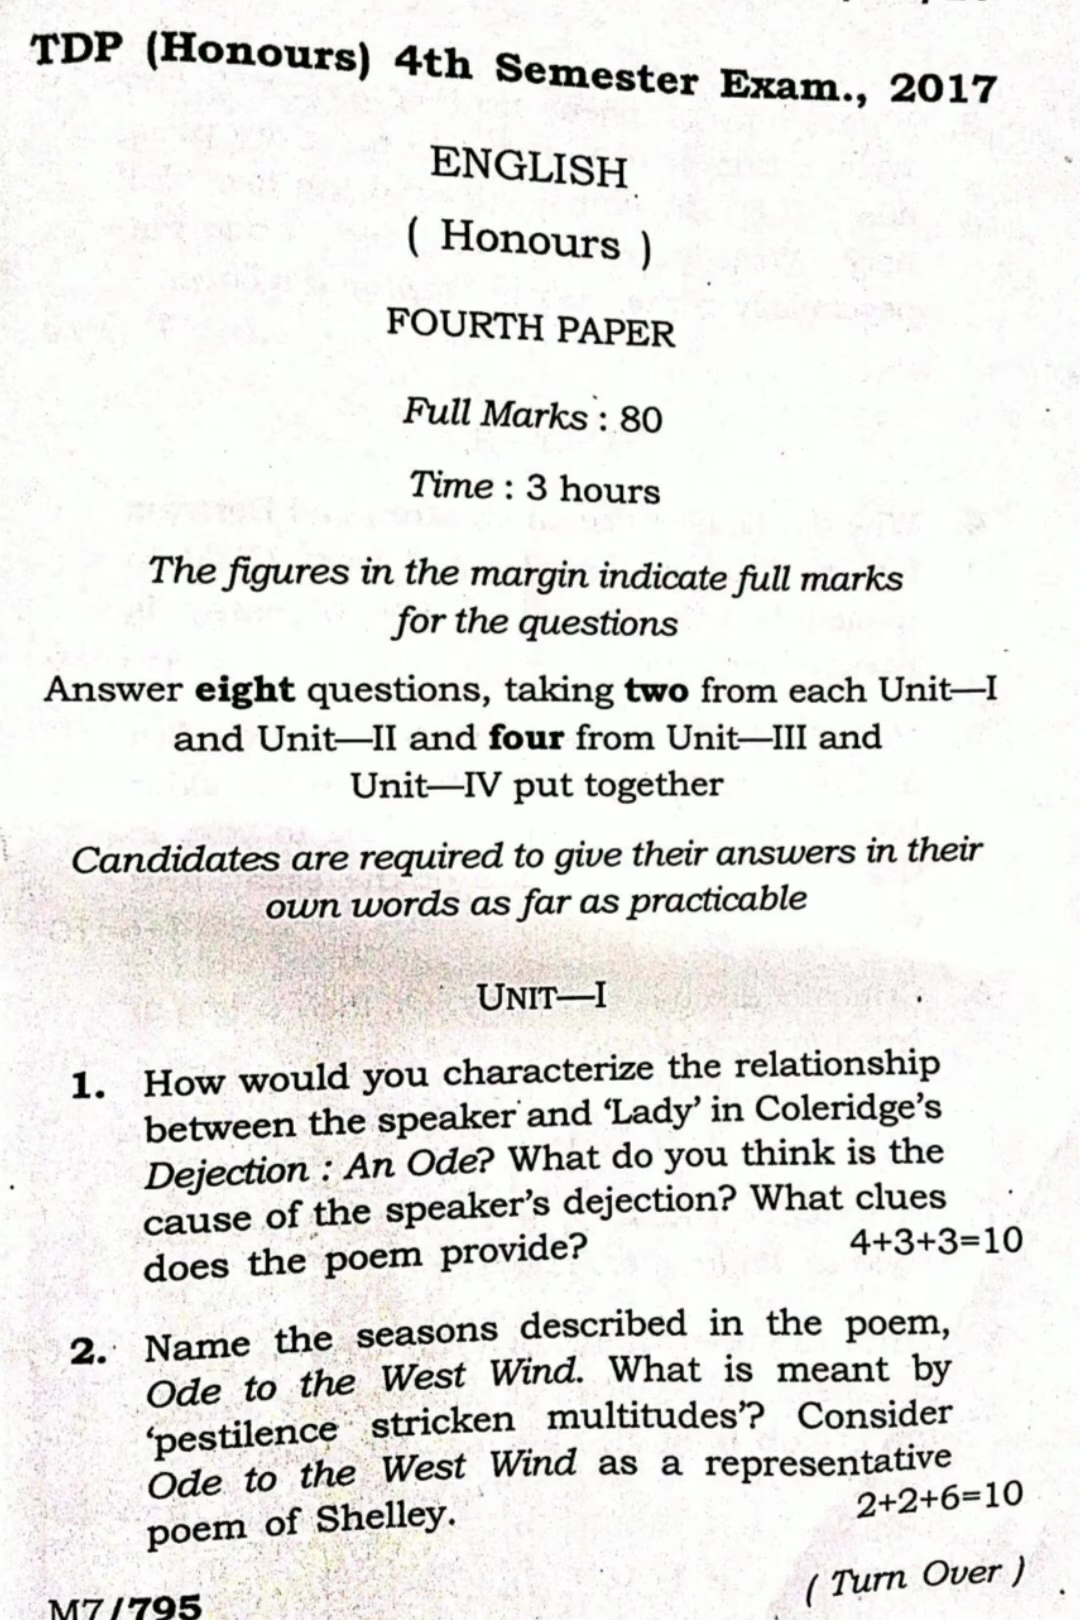 TDP (Honours) 4th Semester Exam., 2017
ENGLISH
( Honours )
FOURTH PAPER
Full Marks : 80
Time : 3 hours
The figures in the margin indicate full marks
for the questions
Answer eight questions, taking two from each Unit—I
and Unit—II and four from Unit—III and
Unit—IV put together
Candidates are required to give their answers in their
own words as far as practicable
UNIT—I
1. How would you characterize the relationship
between the speaker and ‘Lady’ in Coleridge’s
Dejection : An Ode? What do you think is the
cause of the speaker’s dejection? What clues
does the poem provide? 4+3+3=10
2. Name the seasons described in the poem,
Ode to the West Wind. What is meant by
‘pestilence stricken multitudes’? Consider
Ode to the West Wind as a representative
poem of Shelley. 2+2+6=10
( Turn Over )
M7/795